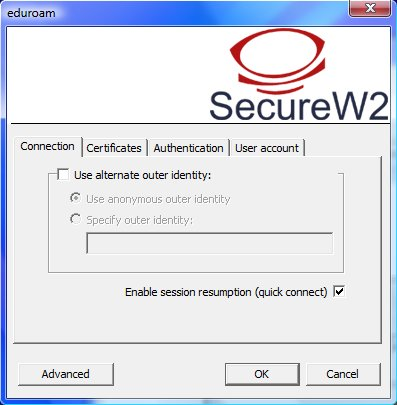 eduroam
SecureW2
Connection Certificates Authentication User account
Use alternate outer identity:
Use anonymous outer identity
Specify outer identity:
Enable session resumption (quick connect)
Advanced OK Cancel